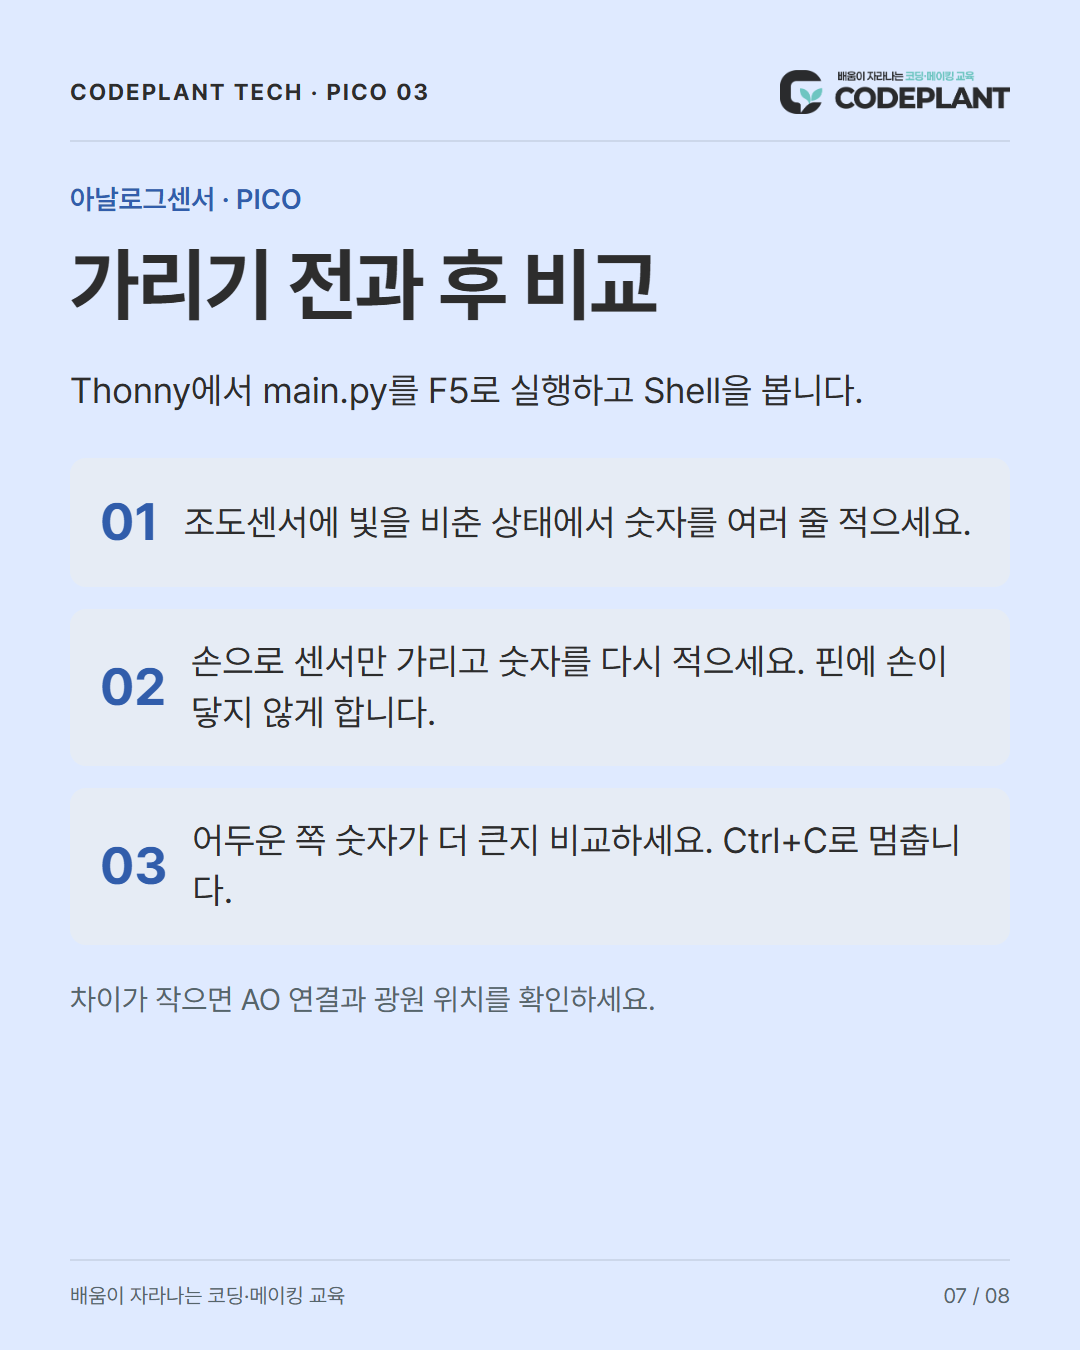 CODEPLANT TECH · PICO 03
배움이 자라나는 코딩·메이킹 교육
CODEPLANT
아날로그센서 · PICO
가리기 전과 후 비교
Thonny에서 main.py를 F5로 실행하고 Shell을 봅니다.
01 조도센서에 빛을 비춘 상태에서 숫자를 여러 줄 적으세요.
02 손으로 센서만 가리고 숫자를 다시 적으세요. 핀에 손이
닿지 않게 합니다.
03 어두운 쪽 숫자가 더 큰지 비교하세요. Ctrl+C로 멈춥니
다.
차이가 작으면 AO 연결과 광원 위치를 확인하세요.
배움이 자라나는 코딩·메이킹 교육
07 / 08